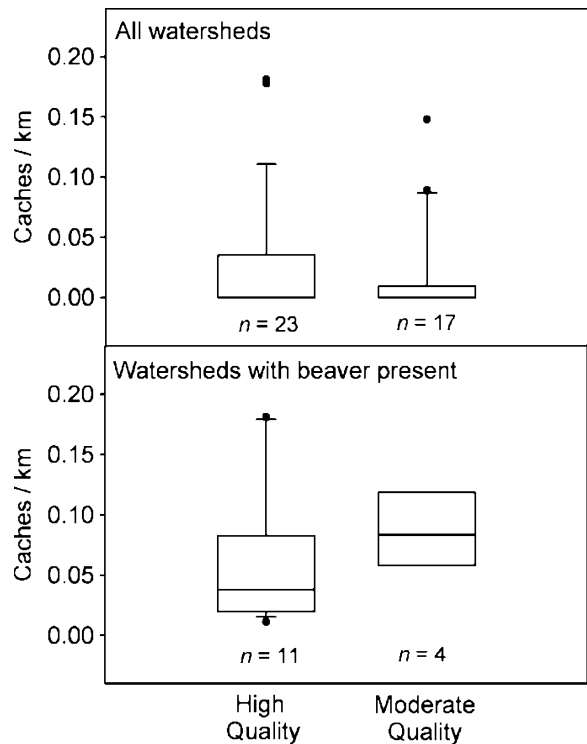 All watersheds
Caches / km
0.20
0.15
0.10
0.05
0.00
n = 23
n = 17
Watersheds with beaver present
Caches / km
0.20
0.15
0.10
0.05
0.00
n = 11
n = 4
High
Quality
Moderate
Quality